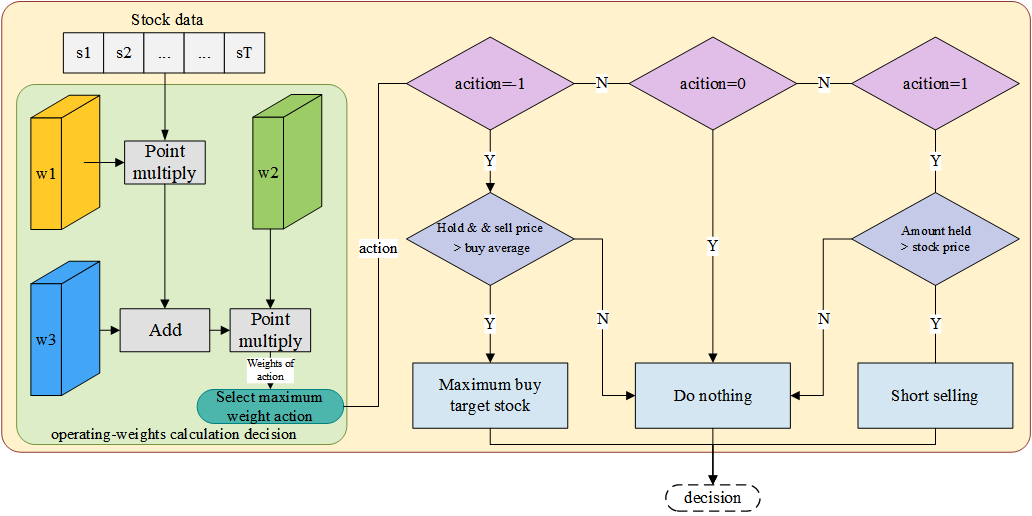 Stock data
s1 s2 ... ... sT
w1
Point
multiply
w2
w3
Add
Point
multiply
Weights of
action
Select maximum
weight action
operating-weights calculation decision
action
acition=-1
N
acition=0
N
acition=1
Y
Y
Y
Hold & & sell price
> buy average
Amount held
> stock price
Y
N
N
Y
Maximum buy
target stock
Do nothing
Short selling
decision